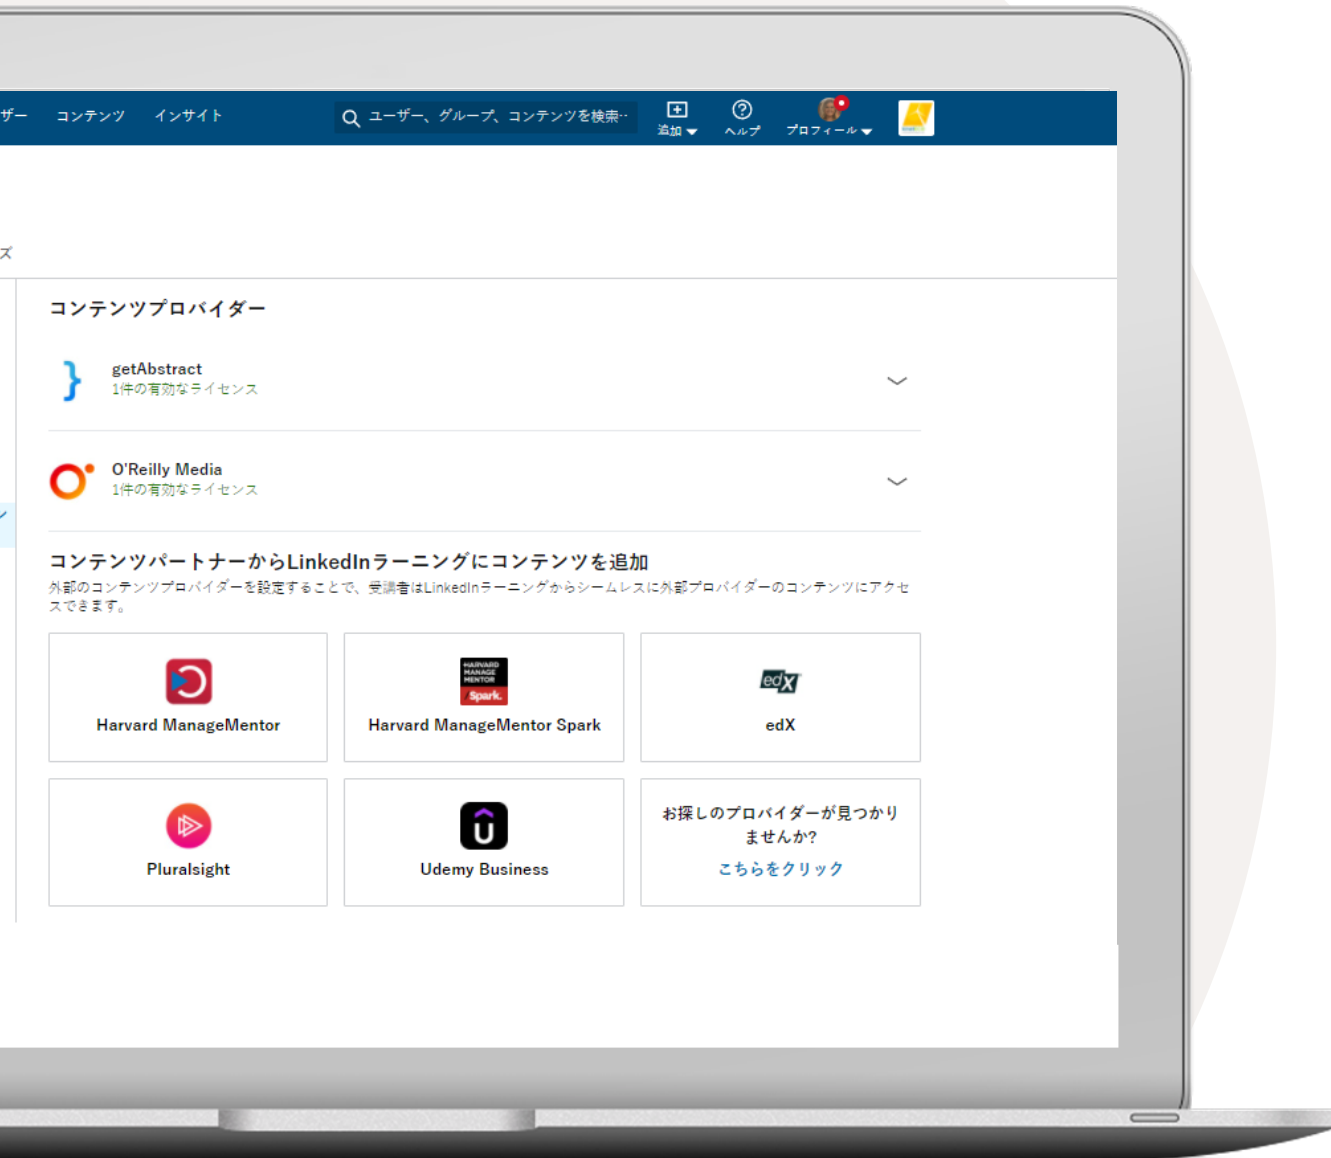 ザー コンテンツ インサイト ユーザー、グループ、コンテンツを検索‥ 追加 ヘルプ プロフィール
ズ
コンテンツプロバイダー
getAbstract
1件の有効なライセンス
O'Reilly Media
1件の有効なライセンス
コンテンツパートナーからLinkedInラーニングにコンテンツを追加
外部のコンテンツプロバイダーを設定することで、受講者はLinkedInラーニングからシームレスに外部プロバイダーのコンテンツにアクセ
スできます。
HARVARD
MANAGE
MENTOR
Spark.
edX
Harvard ManageMentor
Harvard ManageMentor Spark
edX
Pluralsight
Udemy Business
お探しのプロバイダーが見つかり
ませんか?
こちらをクリック